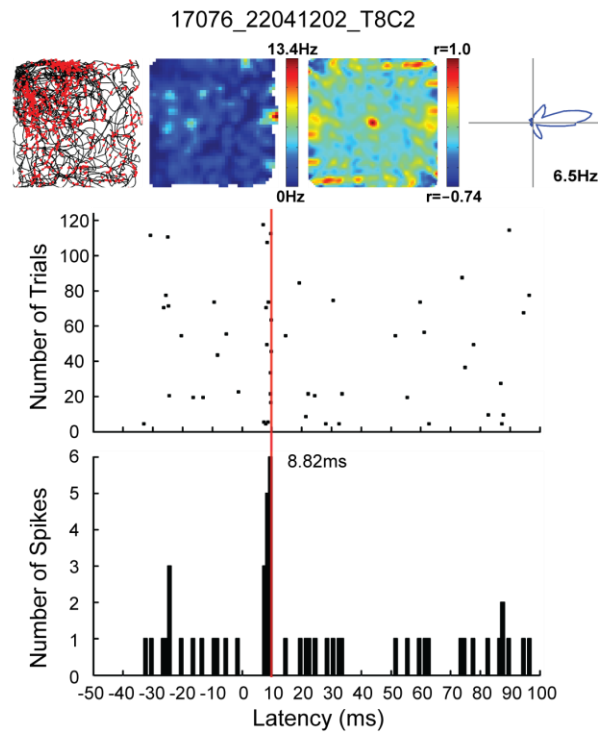 17076_22041202_T8C2
13.4Hz r=1.0
0Hz r=−0.74 6.5Hz
Number of Trials
120
100
80
60
40
20
0
8.82ms
Number of Spikes
6
5
4
3
2
1
0
-50 -40 -30 -20 -10 0 10 20 30 40 50 60 70 80 90 100
Latency (ms)